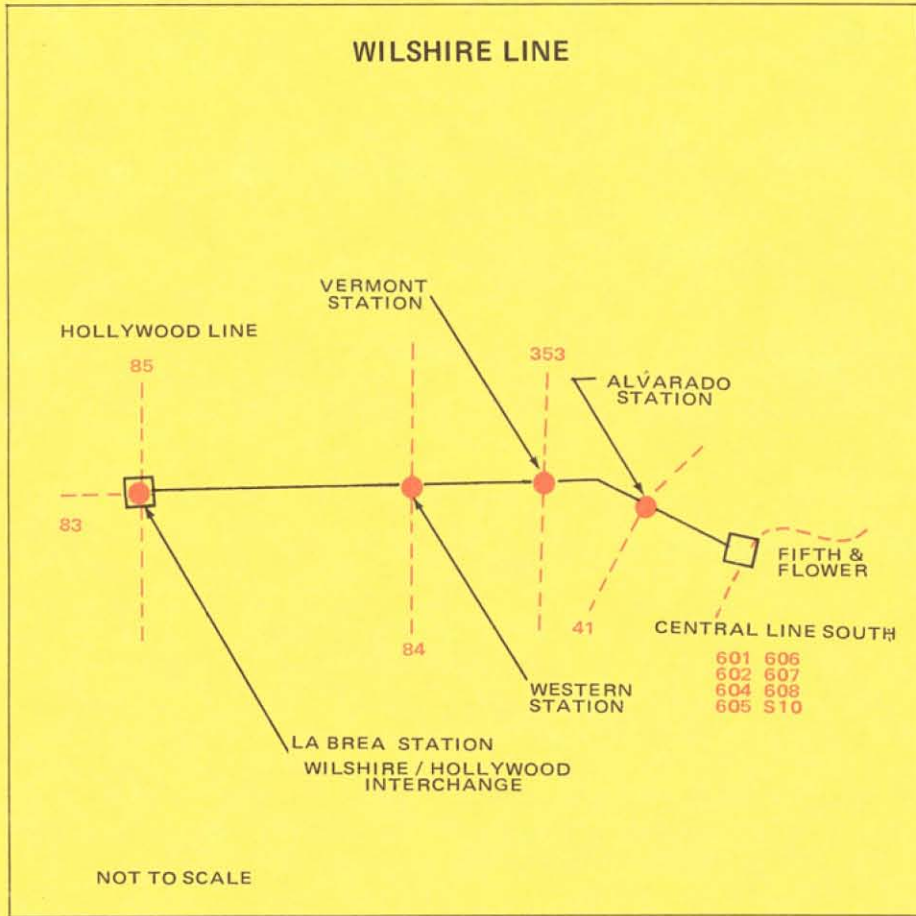 WILSHIRE LINE
VERMONT
STATION
HOLLYWOOD LINE
85
353
ALVARADO
STATION
83
FIFTH &
FLOWER
41
CENTRAL LINE SOUTH
84
601 606
602 607
604 608
605 S10
WESTERN
STATION
LA BREA STATION
WILSHIRE / HOLLYWOOD
INTERCHANGE
NOT TO SCALE